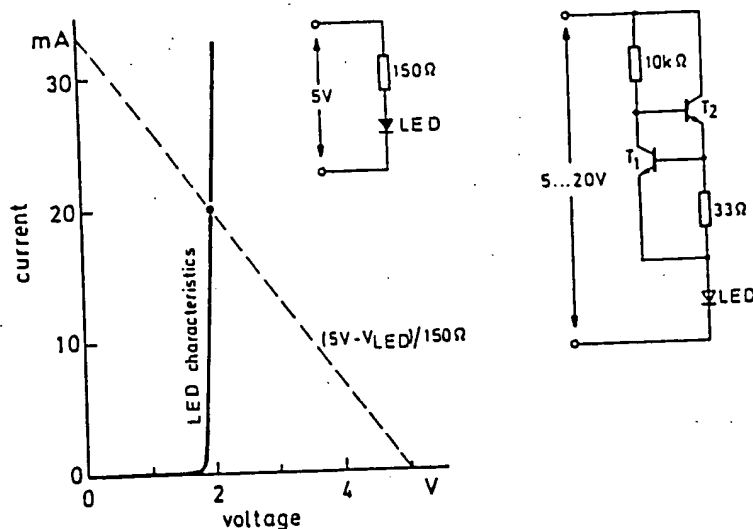 mA
30
20
10
0
current
0
2
4
V
voltage
LED characteristics
(5V-V LED)/150Ω
5V
150Ω
LED
5...20V
10kΩ
T2
T1
33Ω
LED